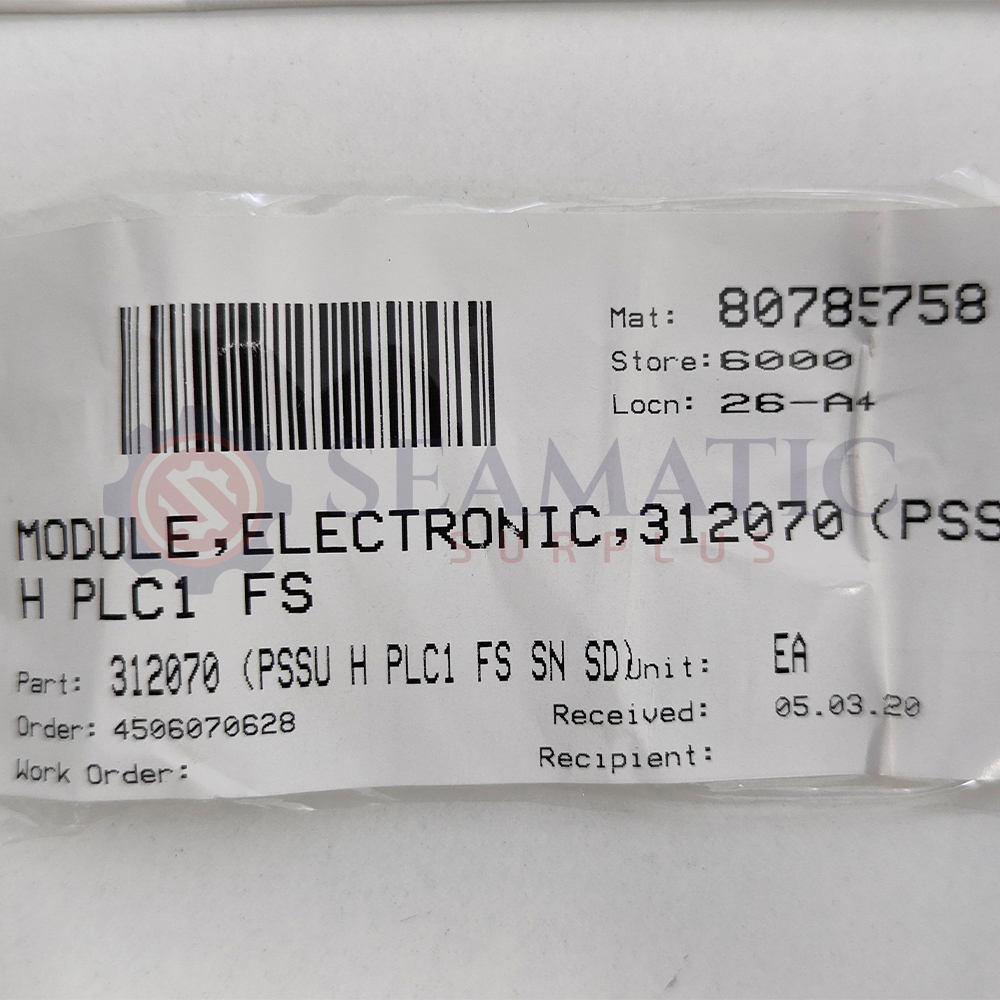 Mat: 80785758
Store: 6000
Locn: 26-A4
SEAMATIC
SURPLUS
MODULE,ELECTRONIC,312070 (PSS
H PLC1 FS
Part: 312070 (PSSU H PLC1 FS SN SD) Unit: EA
Order: 4506070628
Received: 05.03.20
Work Order:
Recipient: